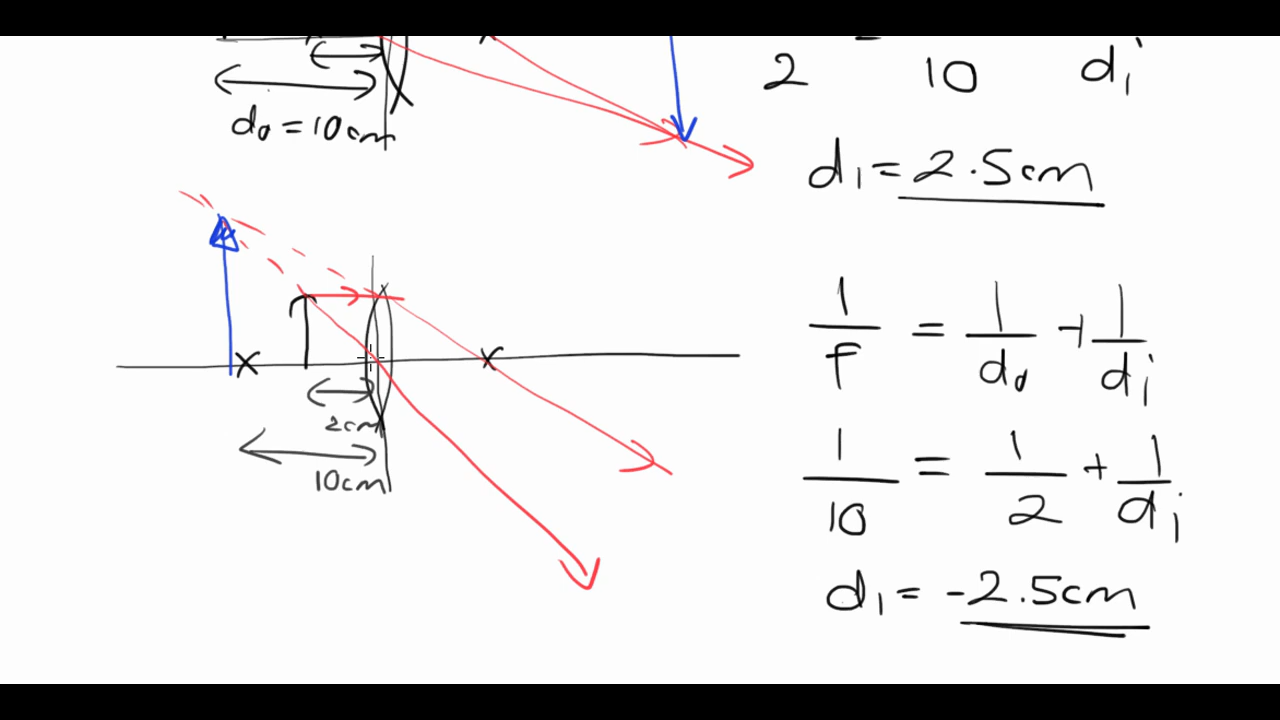 2 10 di
d₀ = 10cm
di = 2.5cm
1/f = 1/d₀ + 1/di
2cm
10cm
1/10 = 1/2 + 1/di
di = -2.5cm